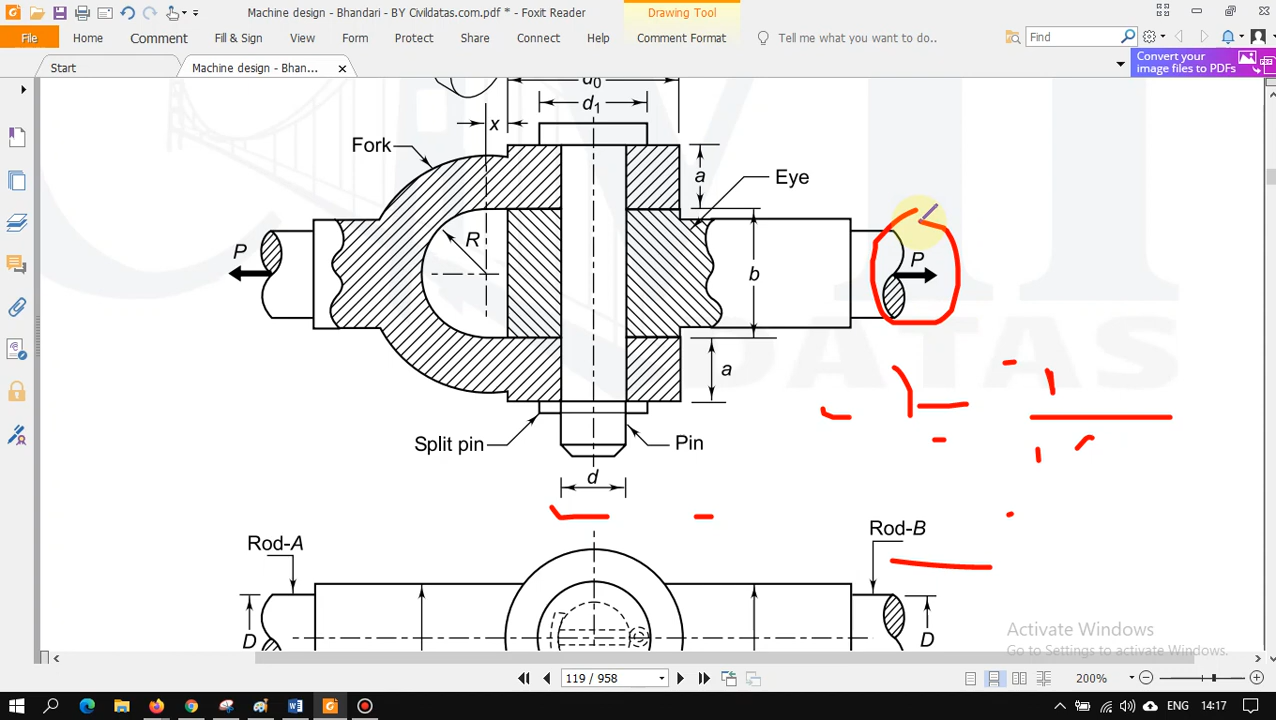 Machine design - Bhandari - BY Civildatas.com.pdf * - Foxit Reader
Drawing Tool
File Home Comment Fill & Sign View Form Protect Share Connect Help Comment Format Tell me what you want to do.. Find
Start Machine design - Bhan... Convert your image files to PDFs
d0
d1
x
Fork
a
Eye
R
P
b
P
a
Split pin
Pin
d
Rod-A
Rod-B
D
D
DATAS
Activate Windows
Go to Settings to activate Windows.
119 / 958 200%
ENG 14:17